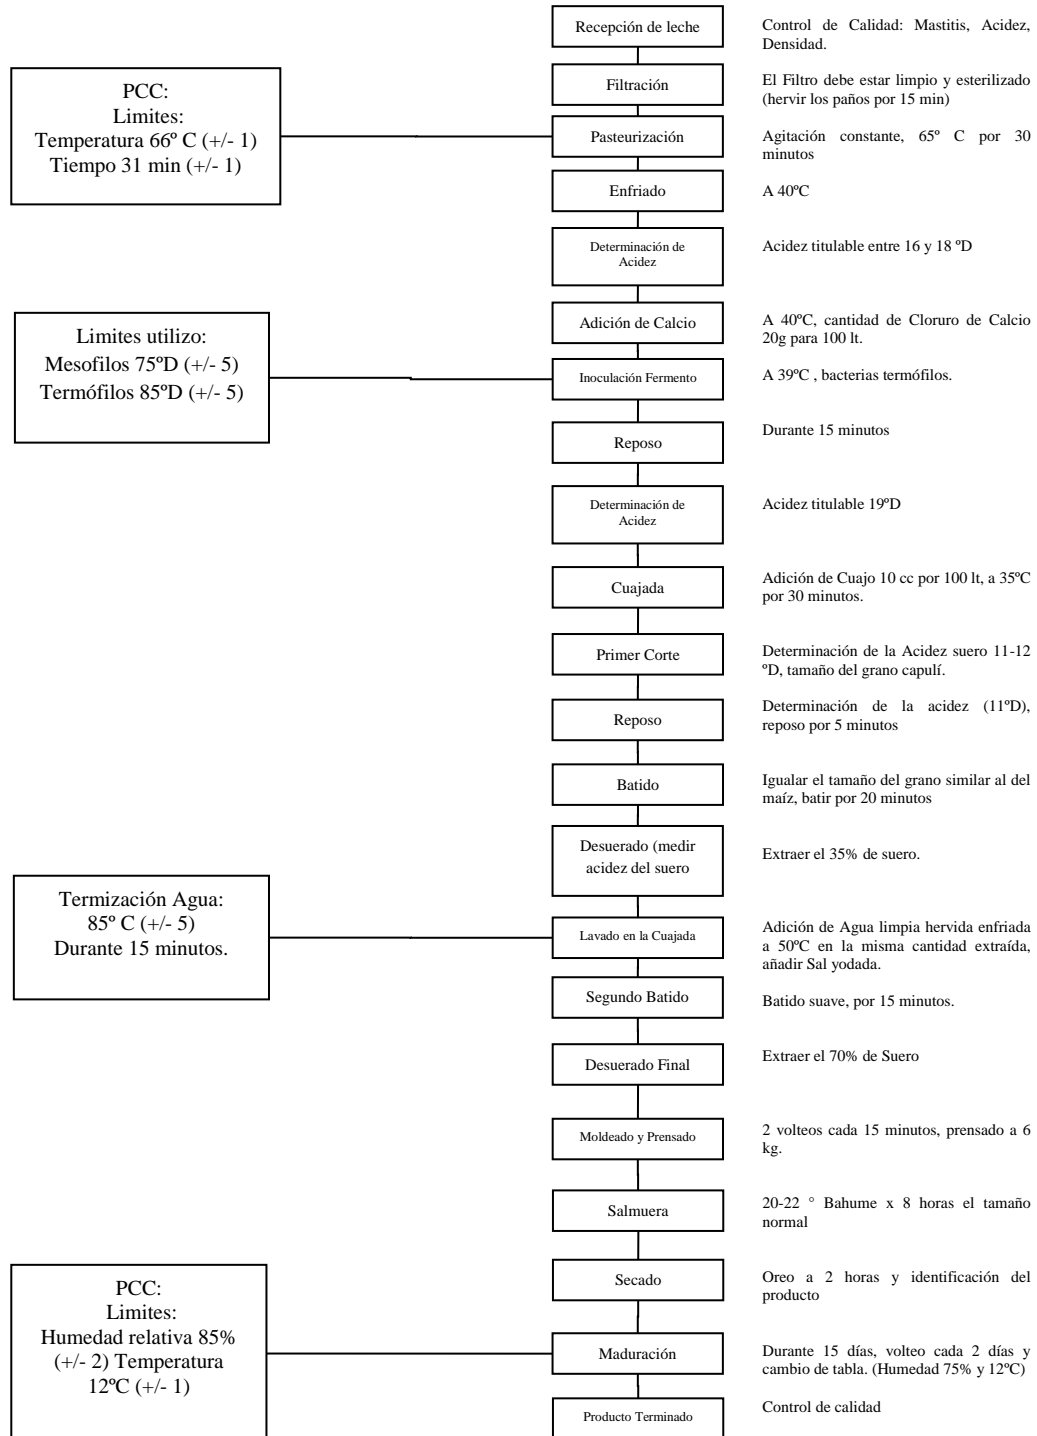 Recepción de leche
Control de Calidad: Mastitis, Acidez,
Densidad.
PCC:
Limites:
Temperatura 66º C (+/- 1)
Tiempo 31 min (+/- 1)
Filtración
El Filtro debe estar limpio y esterilizado
(hervir los paños por 15 min)
Pasteurización
Agitación constante, 65º C por 30
minutos
Enfriado
A 40ºC
Determinación de
Acidez
Acidez titulable entre 16 y 18 ºD
Adición de Calcio
A 40ºC, cantidad de Cloruro de Calcio
20g para 100 lt.
Limites utilizo:
Mesofilos 75ºD (+/- 5)
Termófilos 85ºD (+/- 5)
Inoculación Fermento
A 39ºC , bacterias termófilos.
Reposo
Durante 15 minutos
Determinación de
Acidez
Acidez titulable 19ºD
Cuajada
Adición de Cuajo 10 cc por 100 lt, a 35ºC
por 30 minutos.
Primer Corte
Determinación de la Acidez suero 11-12
ºD, tamaño del grano capulí.
Reposo
Determinación de la acidez (11ºD),
reposo por 5 minutos
Batido
Igualar el tamaño del grano similar al del
maíz, batir por 20 minutos
Desuerado (medir
acidez del suero
Extraer el 35% de suero.
Termización Agua:
85º C (+/- 5)
Durante 15 minutos.
Lavado en la Cuajada
Adición de Agua limpia hervida enfriada
a 50ºC en la misma cantidad extraída,
añadir Sal yodada.
Segundo Batido
Batido suave, por 15 minutos.
Desuerado Final
Extraer el 70% de Suero
Moldeado y Prensado
2 volteos cada 15 minutos, prensado a 6
kg.
Salmuera
20-22 ° Bahume x 8 horas el tamaño
normal
Secado
Oreo a 2 horas y identificación del
producto
PCC:
Limites:
Humedad relativa 85%
(+/- 2) Temperatura
12ºC (+/- 1)
Maduración
Durante 15 días, volteo cada 2 días y
cambio de tabla. (Humedad 75% y 12ºC)
Producto Terminado
Control de calidad